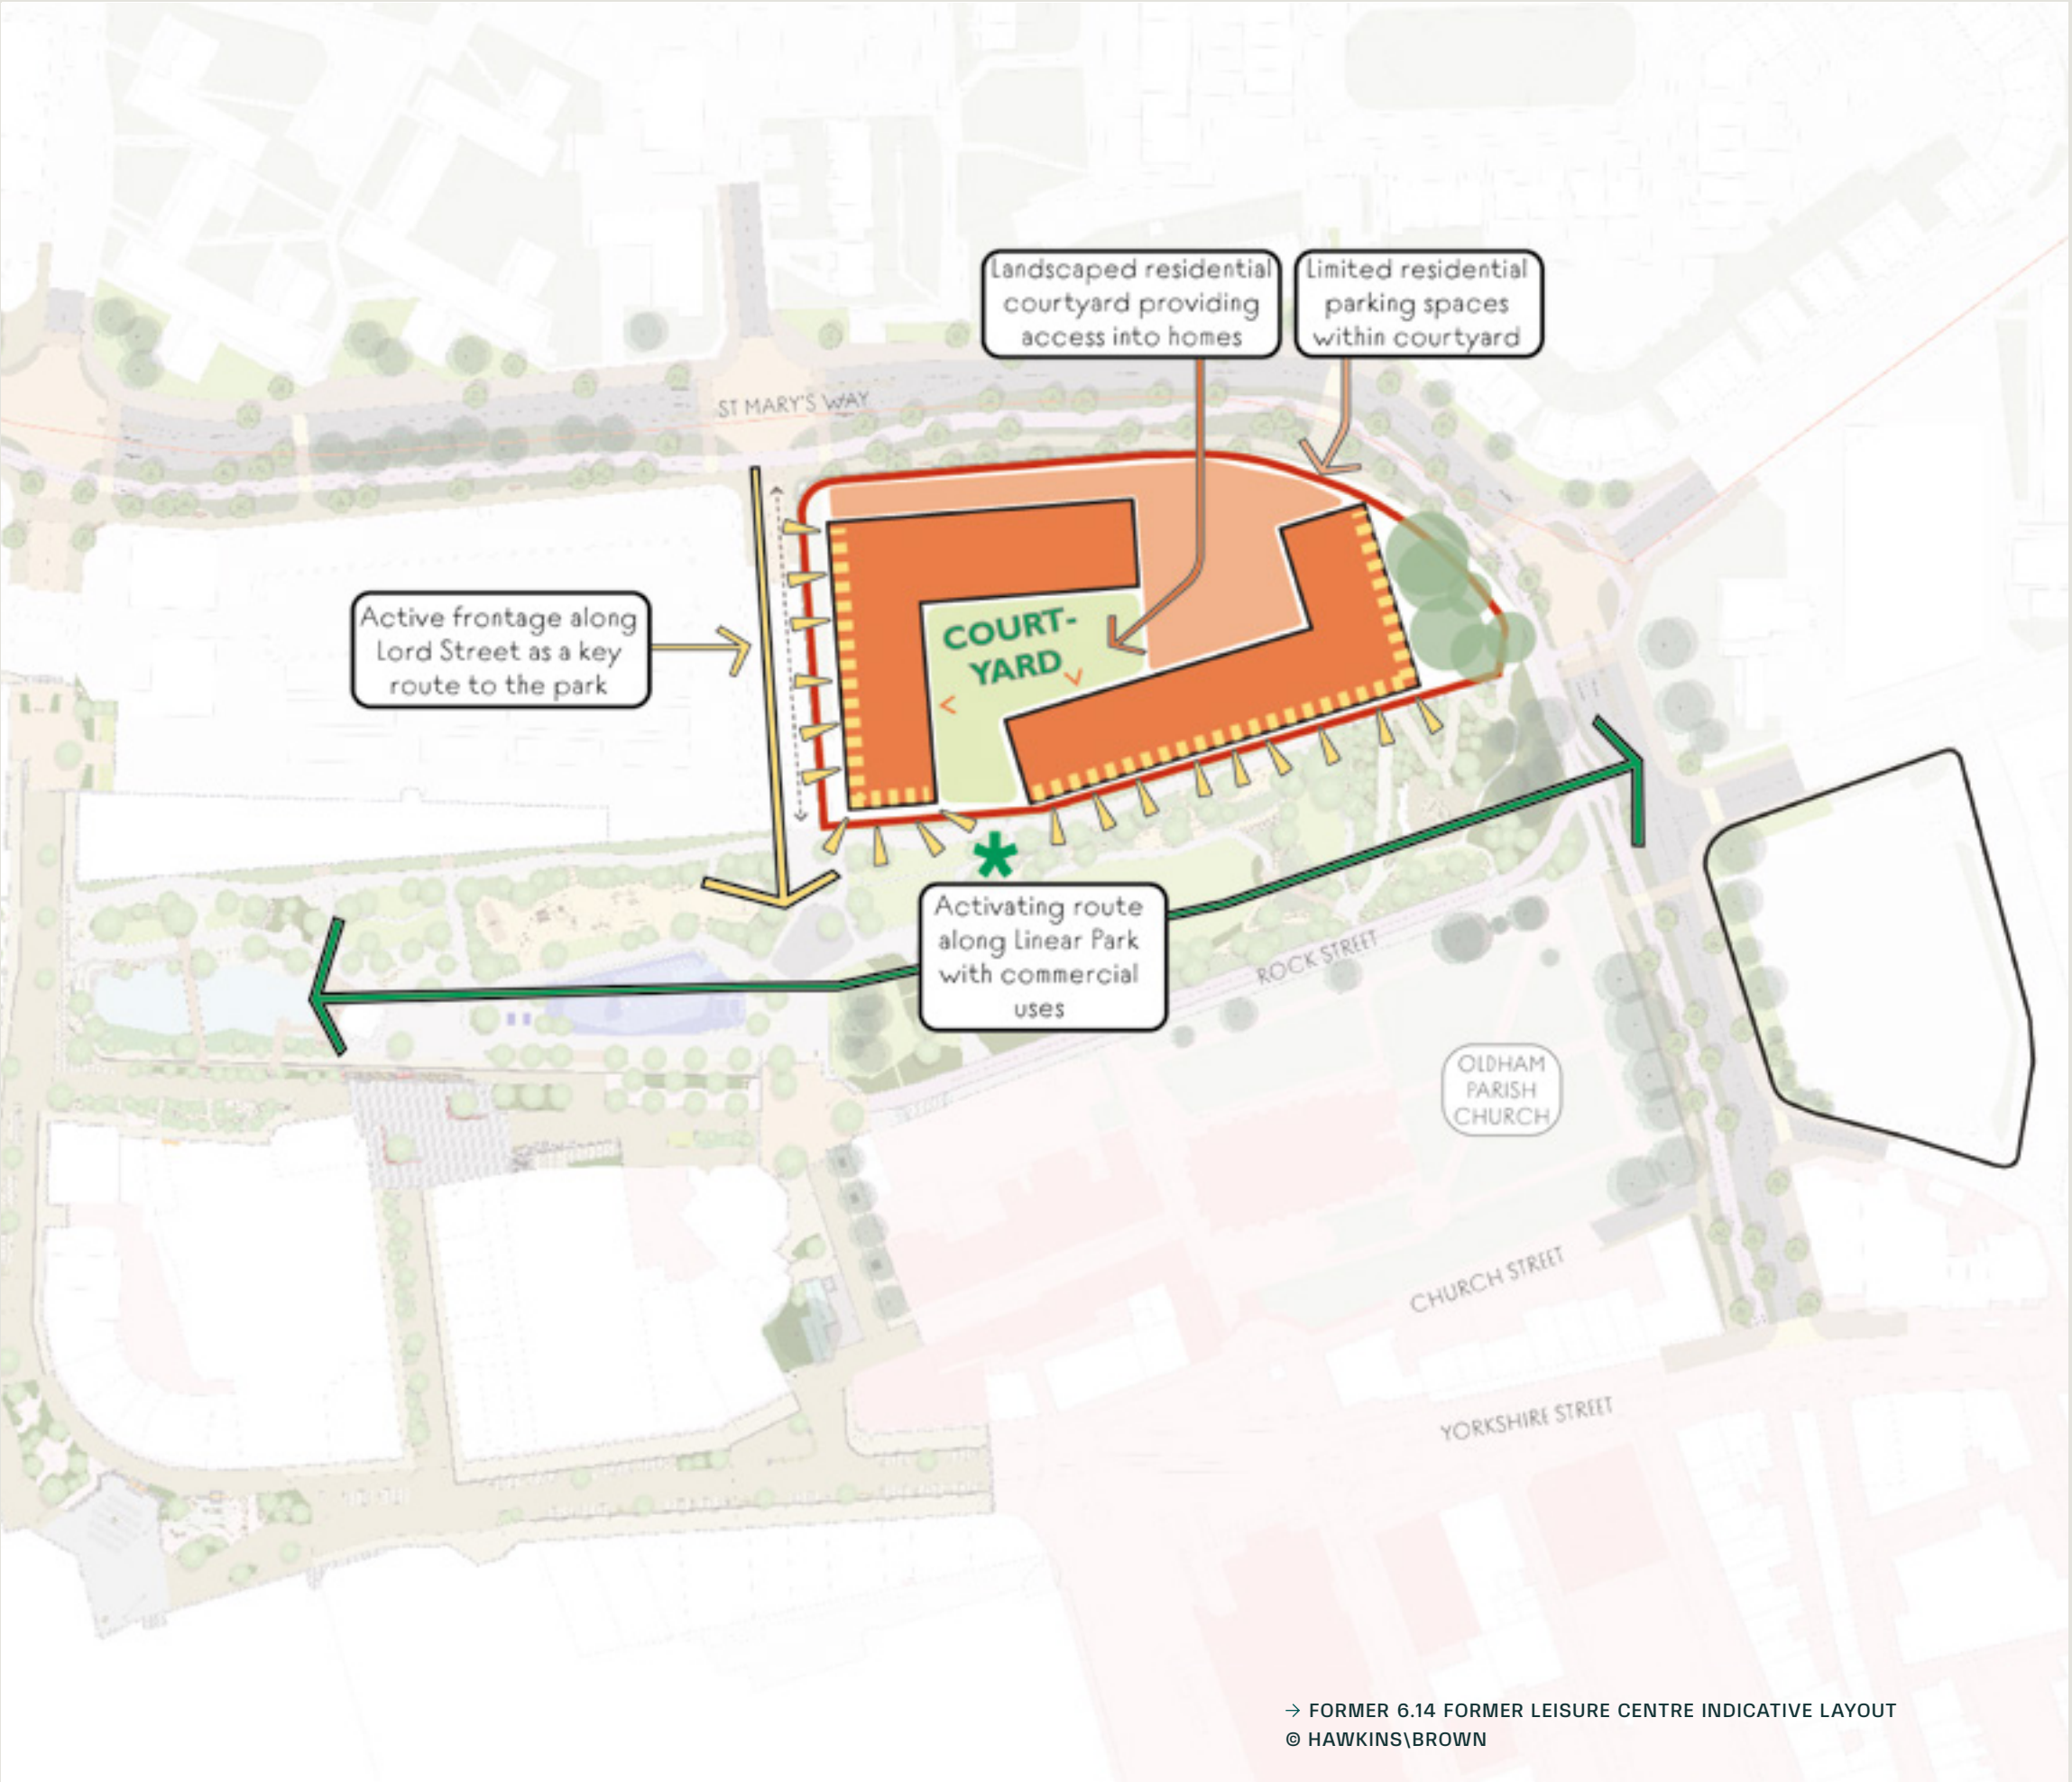 Landscaped residential
courtyard providing
access into homes
Limited residential
parking spaces
within courtyard
ST MARY'S WAY
Active frontage along
Lord Street as a key
route to the park
COURT-
YARD
Activating route
along Linear Park
with commercial
uses
ROCK STREET
OLDHAM
PARISH
CHURCH
CHURCH STREET
YORKSHIRE STREET
→ FORMER 6.14 FORMER LEISURE CENTRE INDICATIVE LAYOUT
© HAWKINS\BROWN